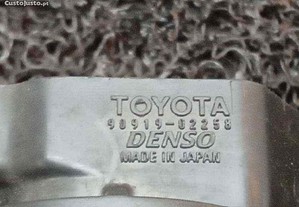 CustoJusto.pt
TOYOTA
90919-02258
DENSO
MADE IN JAPAN